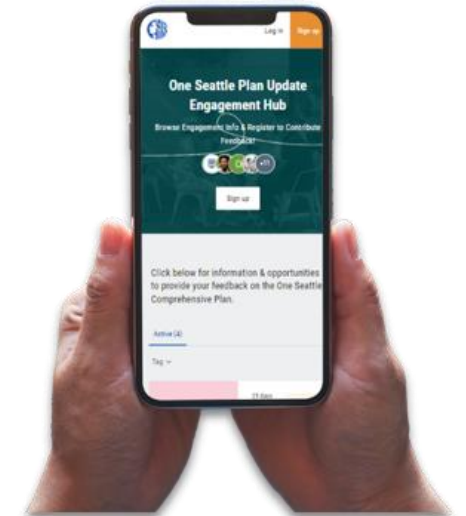 Log in
Sign up
One Seattle Plan Update
Engagement Hub
Browse Engagement Info & Register to Contribute
Feedback!
Sign up
Click below for information & opportunities
to provide your feedback on the One Seattle
Comprehensive Plan.
Active (4)
Tag